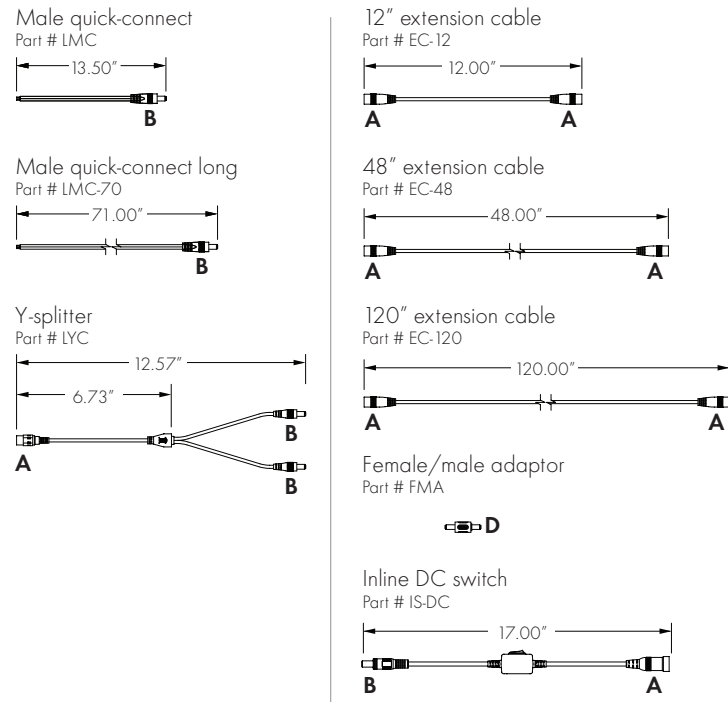 Male quick-connect
Part # LMC
13.50”
B
Male quick-connect long
Part # LMC-70
71.00”
B
Y-splitter
Part # LYC
12.57”
6.73”
B
A
B
12” extension cable
Part # EC-12
12.00”
A A
48” extension cable
Part # EC-48
48.00”
A A
120” extension cable
Part # EC-120
120.00”
A A
Female/male adaptor
Part # FMA
D
Inline DC switch
Part # IS-DC
17.00”
B A